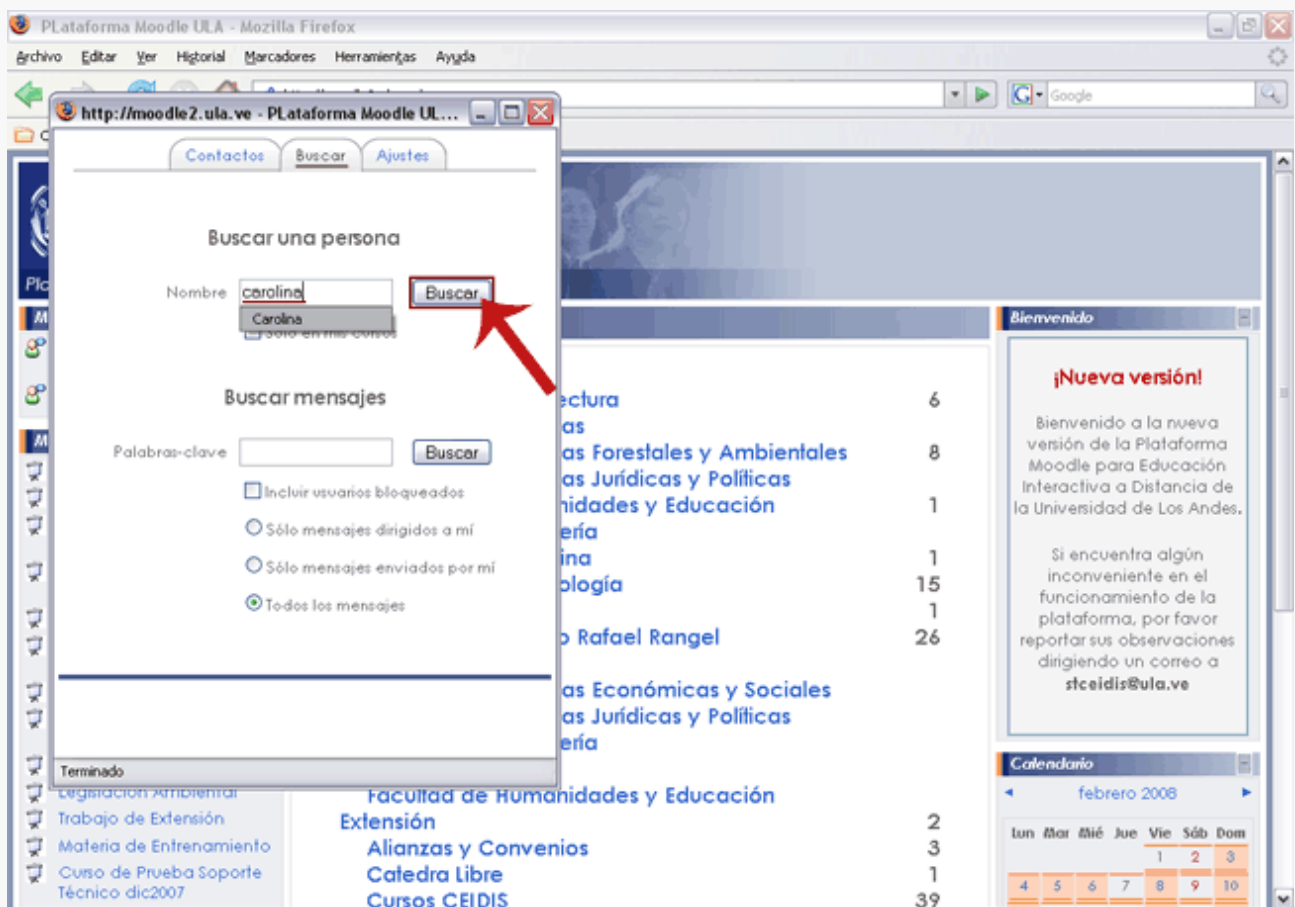 PLataforma Moodle ULA - Mozilla Firefox
Archivo Editar Ver Historial Marcadores Herramientas Ayuda
Google
http://moodle2.ula.ve - PLataforma Moodle UL...
Contactos Buscar Ajustes
Buscar una persona
Nombre carolina Buscar
Carolina
Sólo en mis cursos
Buscar mensajes
Palabras-clave Buscar
Incluir usuarios bloqueados
Sólo mensajes dirigidos a mí
Sólo mensajes enviados por mí
Todos los mensajes
Terminado
ectura 6
as
as Forestales y Ambientales 8
as Jurídicas y Políticas
nidades y Educación 1
ería
ina 1
ología 15
1
o Rafael Rangel 26
as Económicas y Sociales
as Jurídicas y Políticas
ería
Facultad de Humanidades y Educación
Extensión 2
Alianzas y Convenios 3
Catedra Libre 1
Cursos CEIDIS 39
Legislación Ambiental
Trabajo de Extensión
Materia de Entrenamiento
Curso de Prueba Soporte
Técnico dic2007
Bienvenido
¡Nueva versión!
Bienvenido a la nueva
versión de la Plataforma
Moodle para Educación
Interactiva a Distancia de
la Universidad de Los Andes.
Si encuentra algún
inconveniente en el
funcionamiento de la
plataforma, por favor
reportar sus observaciones
dirigiendo un correo a
stceidis@ula.ve
Calendario
febrero 2008
Lun Mar Mié Jue Vie Sáb Dom
1 2 3
4 5 6 7 8 9 10